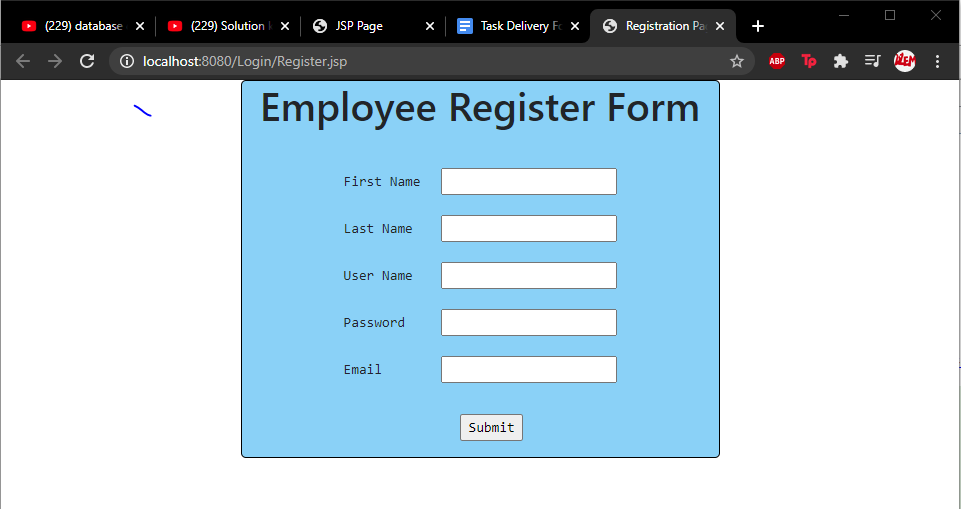 (229) database
(229) Solution
JSP Page
Task Delivery Fo
Registration Pa
localhost:8080/Login/Register.jsp
ABP
Tp
Employee Register Form
First Name
Last Name
User Name
Password
Email
Submit